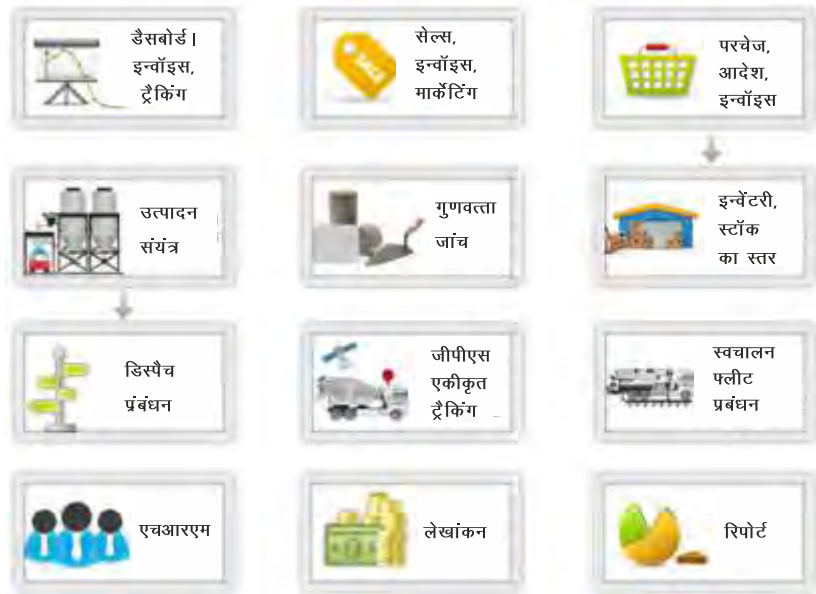 डैसबोर्ड।
इन्वॉइस,
ट्रैकिंग
सेल्स,
इन्वॉइस,
मार्केटिंग
SALE
परचेज,
आदेश,
इन्वॉइस
उत्पादन
संयंत्र
गुणवत्ता
जांच
इन्वेंटरी,
स्टॉक
का स्तर
डिस्पैच
प्रंबंधन
जीपीएस
एकीकृत
ट्रैकिंग
स्वचालन
फ्लीट
प्रबंधन
एचआरएम
लेखांकन
रिपोर्ट